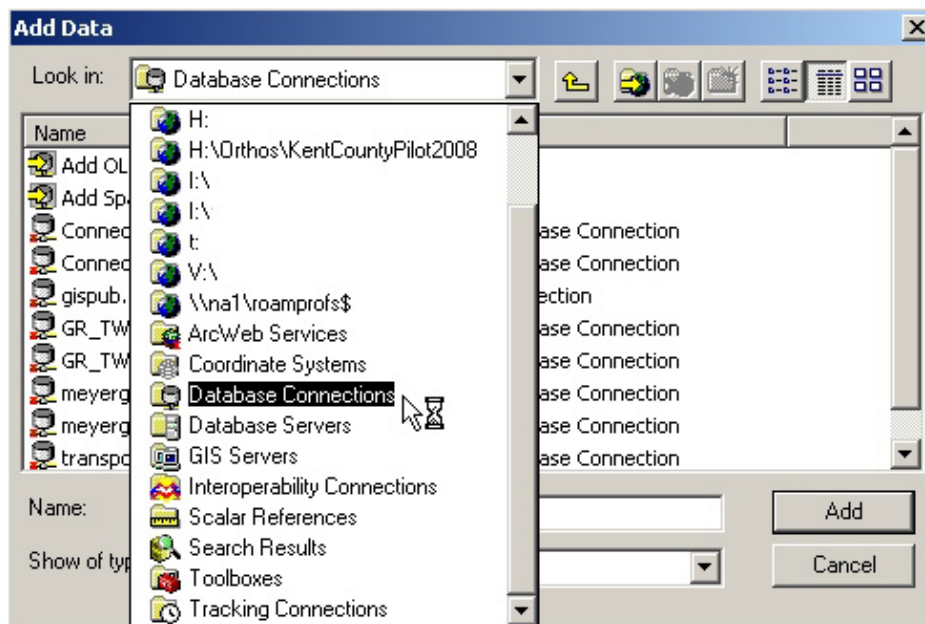 Add Data
Look in: Database Connections
H:
H:\Orthos\KentCountyPilot2008
I:\
I:\
t:
V:\
\\na1\roamprofs$
ArcWeb Services
Coordinate Systems
Database Connections
Database Servers
GIS Servers
Interoperability Connections
Scalar References
Search Results
Toolboxes
Tracking Connections
Name
Add OL
Add Spa
Connec ase Connection
Connec ase Connection
gispub. ection
GR_TW ase Connection
GR_TW ase Connection
meyerg ase Connection
meyerg ase Connection
transpo ase Connection
Name: Add
Show of typ Cancel